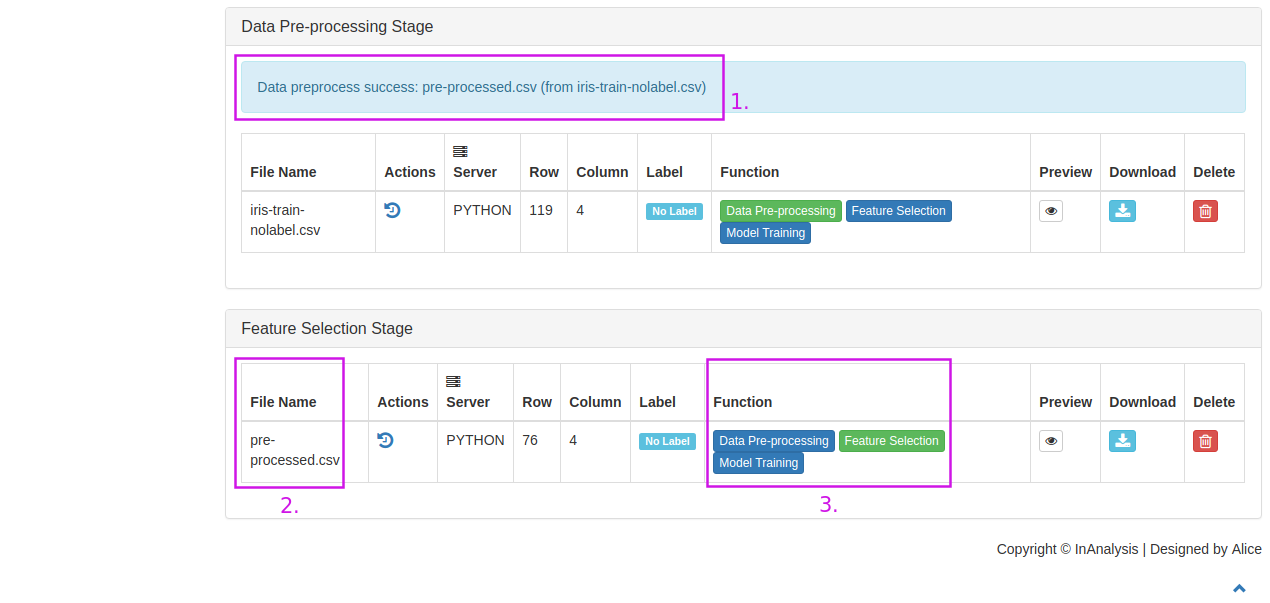 Data Pre-processing Stage
Data preprocess success: pre-processed.csv (from iris-train-nolabel.csv)
1.
File Name Actions Server Row Column Label Function Preview Download Delete
iris-train- PYTHON 119 4 No Label Data Pre-processing Feature Selection
nolabel.csv Model Training
Feature Selection Stage
File Name Actions Server Row Column Label Function Preview Download Delete
pre- PYTHON 76 4 No Label Data Pre-processing Feature Selection
processed.csv Model Training
2. 3.
Copyright © InAnalysis | Designed by Alice